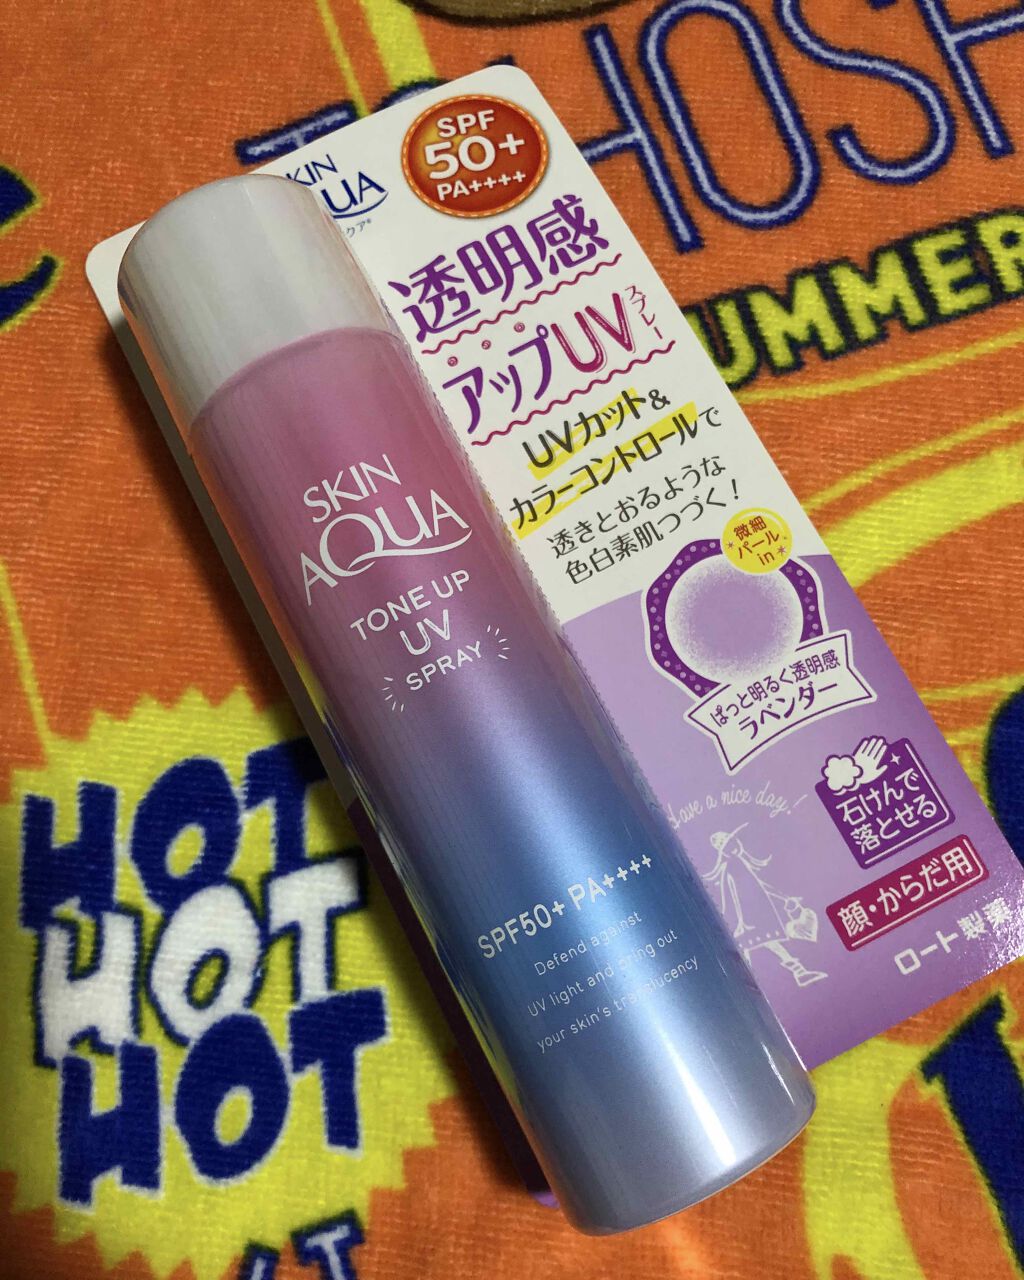 HOSH
SUMMER
SKIN
AQUA
SPF
50+
PA++++
透明感
アップUV
スプレー
UVカット&
カラーコントロールで
透きとおるような
色白素肌つづく!
微細
パール
in
ぱっと明るく透明感
ラベンダー
Have a nice day!
石けんで
落とせる
顔・からだ用
ロート製薬
SKIN
AQUA
TONE UP
UV
SPRAY
SPF50+ PA++++
Defend against
UV light and bring out
your skin's translucency
HOT
HOT
HOT